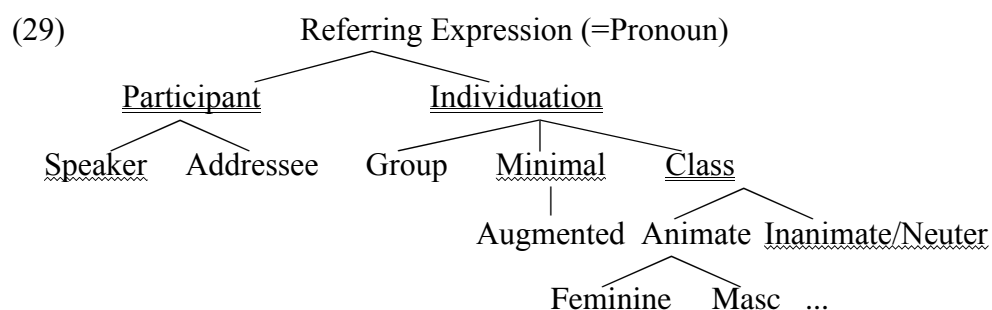 (29) Referring Expression (=Pronoun)
Participant Individuation
Speaker Addressee Group Minimal Class
Augmented Animate Inanimate/Neuter
Feminine Masc ...